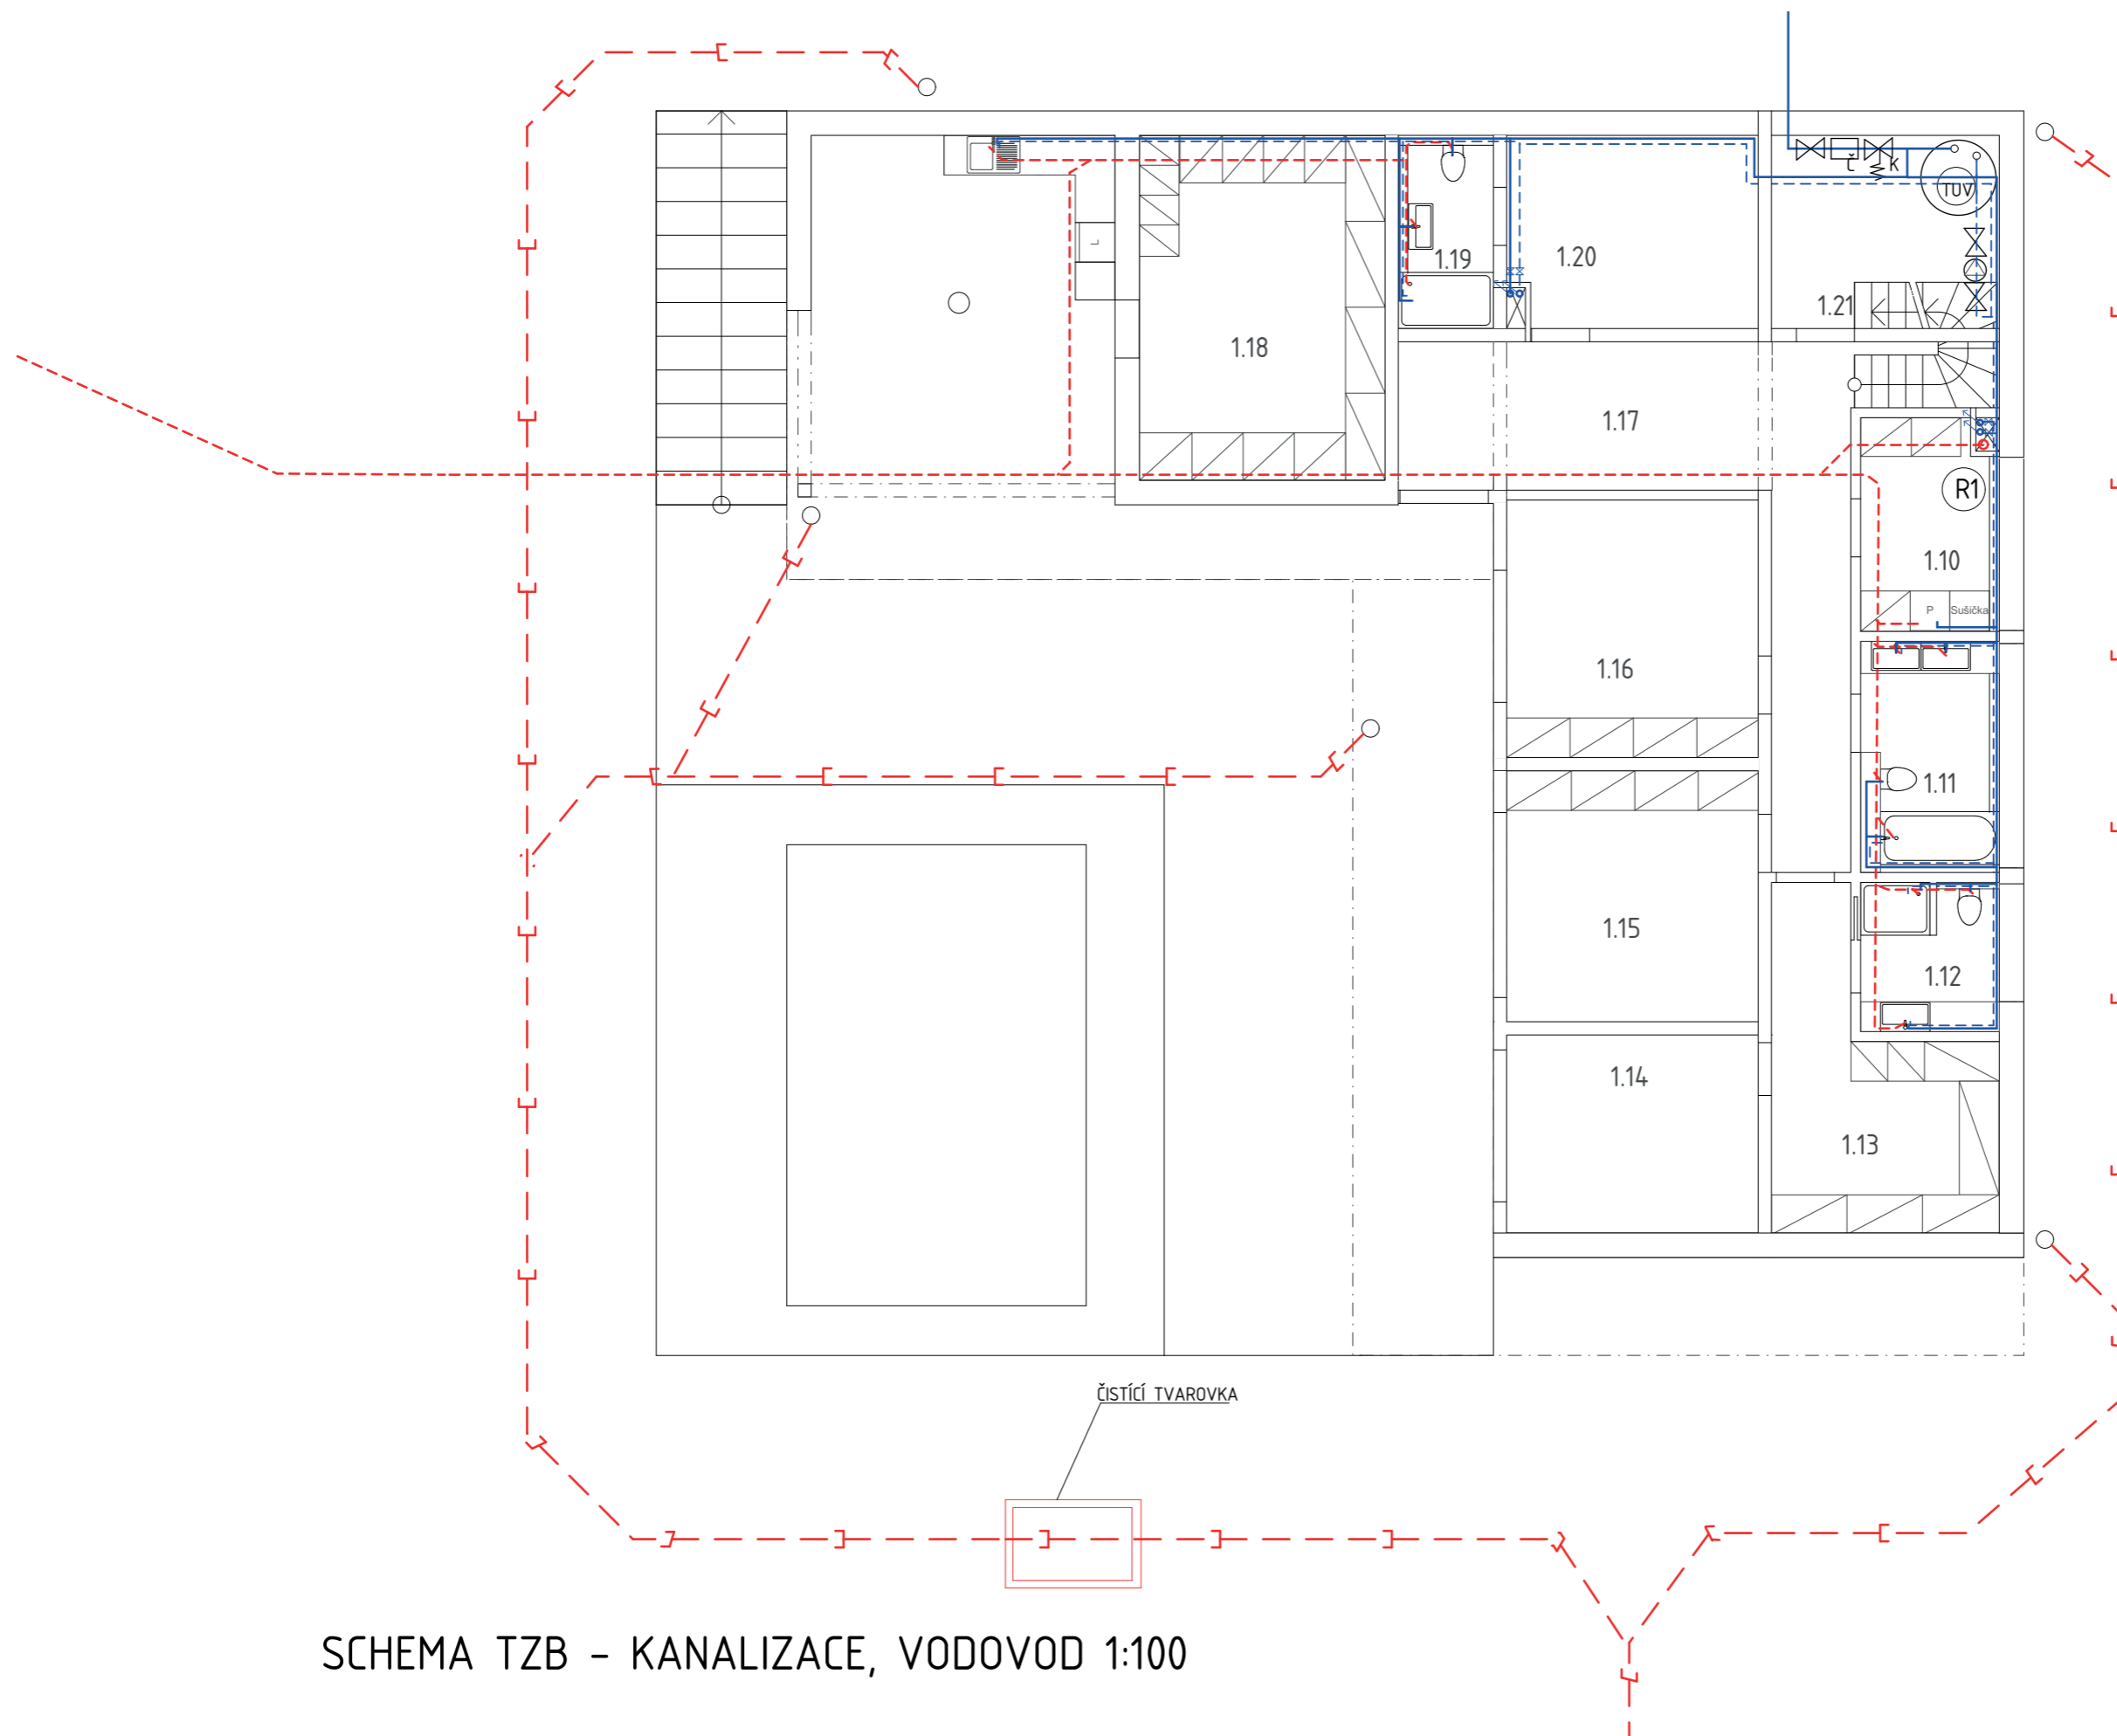 Č
K
TUV
1.19
1.20
L
1.21
1.18
1.17
R1
1.10
P
Sušička
1.16
1.11
1.15
1.12
1.14
1.13
ČISTÍCÍ TVAROVKA
SCHEMA TZB - KANALIZACE, VODOVOD 1:100